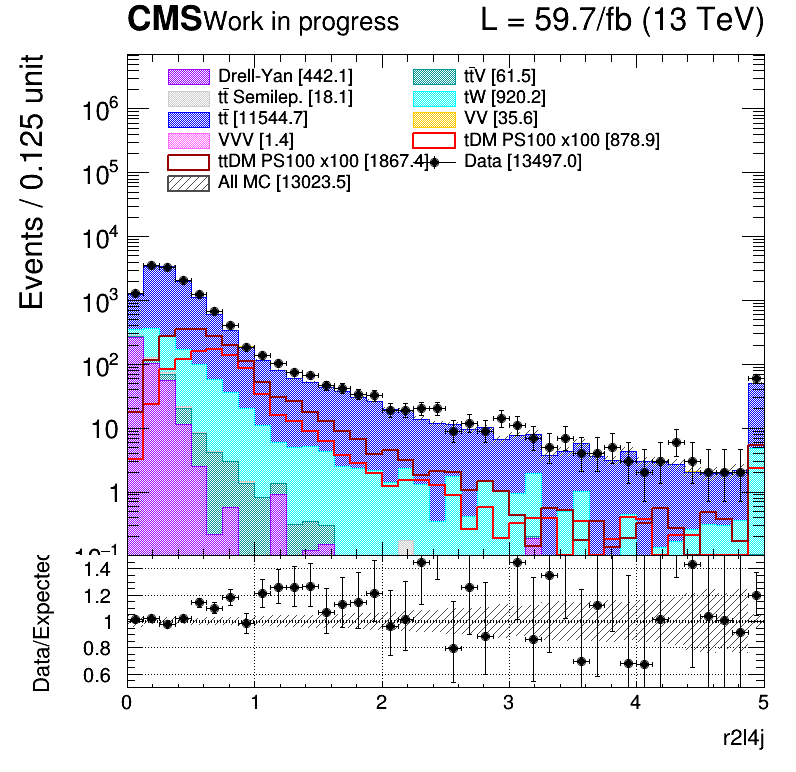 CMS Work in progress L = 59.7/fb (13 TeV)
Events / 0.125 unit
Drell-Yan [442.1] tt̄V [61.5]
tt̄ Semilep. [18.1] tW [920.2]
tt̄ [11544.7] VV [35.6]
VVV [1.4] tDM PS100 x100 [878.9]
ttDM PS100 x100 [1867.4] Data [13497.0]
All MC [13023.5]
10⁶
10⁵
10⁴
10³
10²
10
1
10⁻¹
Data/Expected
1.4
1.2
1
0.8
0.6
0 1 2 3 4 5
r2l4j